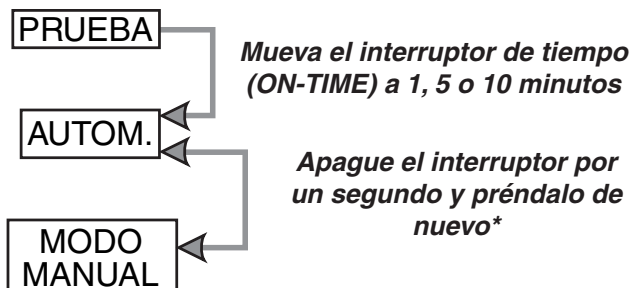 PRUEBA
Mueva el interruptor de tiempo
(ON-TIME) a 1, 5 o 10 minutos
AUTOM.
Apague el interruptor por
un segundo y préndalo de
nuevo*
MODO
MANUAL